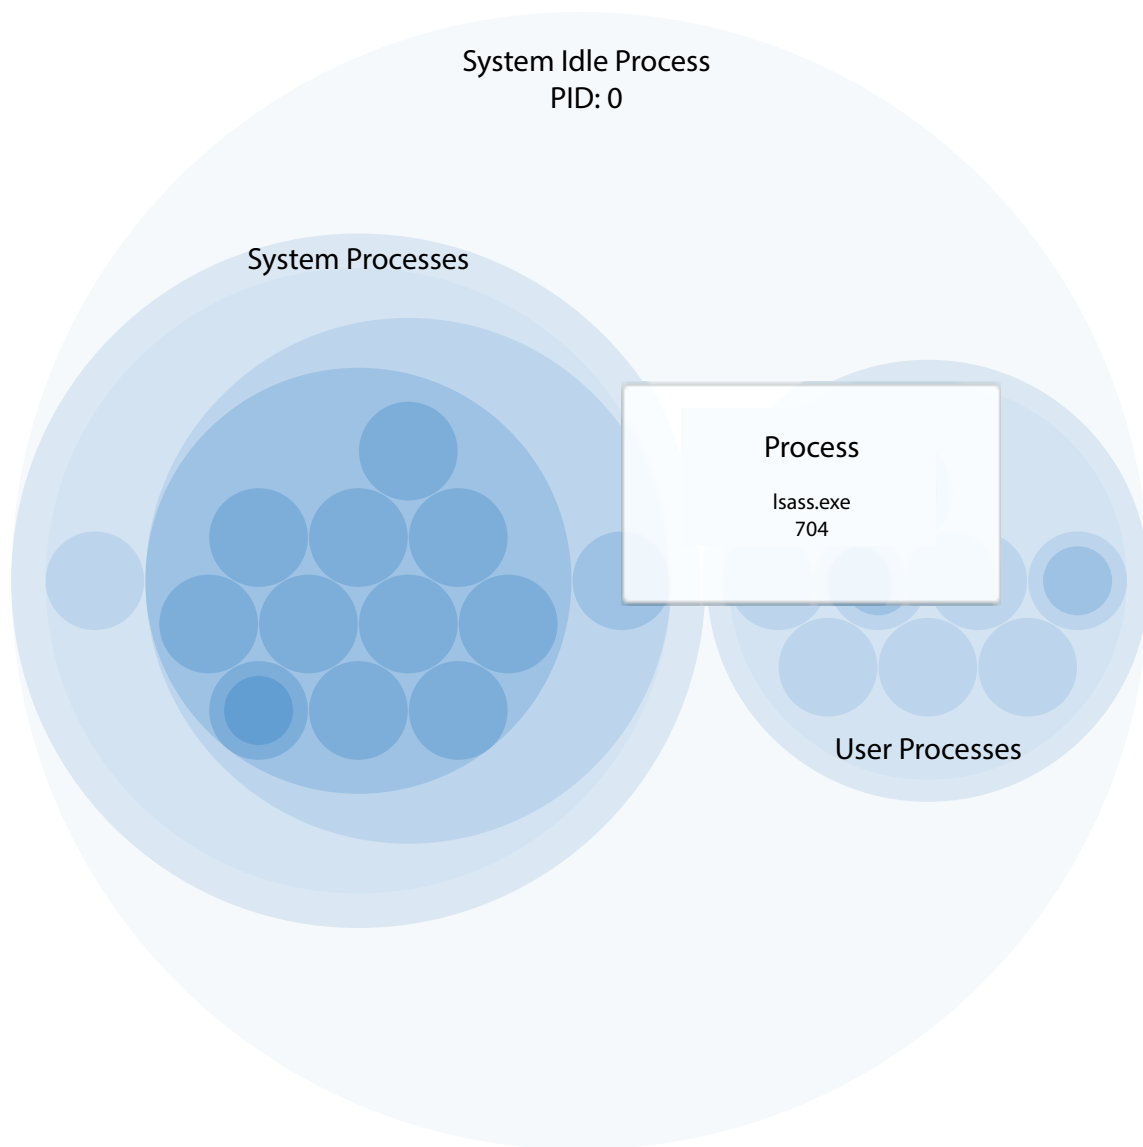 System Idle Process
PID: 0
System Processes
Process
lsass.exe
704
User Processes